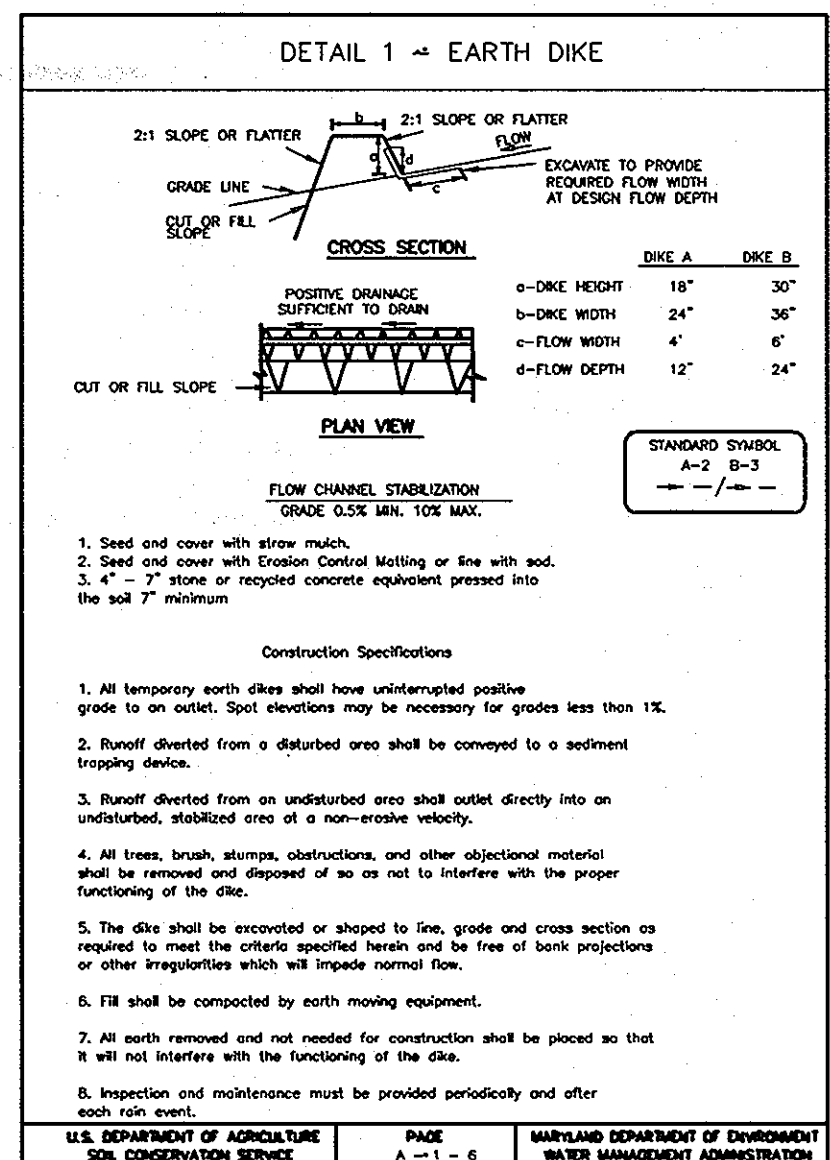 DETAIL 1 ~ EARTH DIKE
b
2:1 SLOPE OR FLATTER
2:1 SLOPE OR FLATTER
FLOW
a
d
c
GRADE LINE
EXCAVATE TO PROVIDE
REQUIRED FLOW WIDTH
AT DESIGN FLOW DEPTH
CUT OR FILL
SLOPE
CROSS SECTION
DIKE A DIKE B
a-DIKE HEIGHT 18" 30"
b-DIKE WIDTH 24" 36"
c-FLOW WIDTH 4' 6'
d-FLOW DEPTH 12" 24"
POSITIVE DRAINAGE
SUFFICIENT TO DRAIN
CUT OR FILL SLOPE
PLAN VIEW
STANDARD SYMBOL
A-2 B-3
FLOW CHANNEL STABILIZATION
GRADE 0.5% MIN. 10% MAX.
1. Seed and cover with straw mulch.
2. Seed and cover with Erosion Control Matting or line with sod.
3. 4" - 7" stone or recycled concrete equivalent pressed into
the soil 7" minimum
Construction Specifications
1. All temporary earth dikes shall have uninterrupted positive
grade to an outlet. Spot elevations may be necessary for grades less than 1%.
2. Runoff diverted from a disturbed area shall be conveyed to a sediment
trapping device.
3. Runoff diverted from an undisturbed area shall outlet directly into an
undisturbed, stabilized area at a non-erosive velocity.
4. All trees, brush, stumps, obstructions, and other objectional material
shall be removed and disposed of so as not to interfere with the proper
functioning of the dike.
5. The dike shall be excavated or shaped to line, grade and cross section as
required to meet the criteria specified herein and be free of bank projections
or other irregularities which will impede normal flow.
6. Fill shall be compacted by earth moving equipment.
7. All earth removed and not needed for construction shall be placed so that
it will not interfere with the functioning of the dike.
8. Inspection and maintenance must be provided periodically and after
each rain event.
U.S. DEPARTMENT OF AGRICULTURE
SOIL CONSERVATION SERVICE
PAGE
A - 1 - 6
MARYLAND DEPARTMENT OF ENVIRONMENT
WATER MANAGEMENT ADMINISTRATION